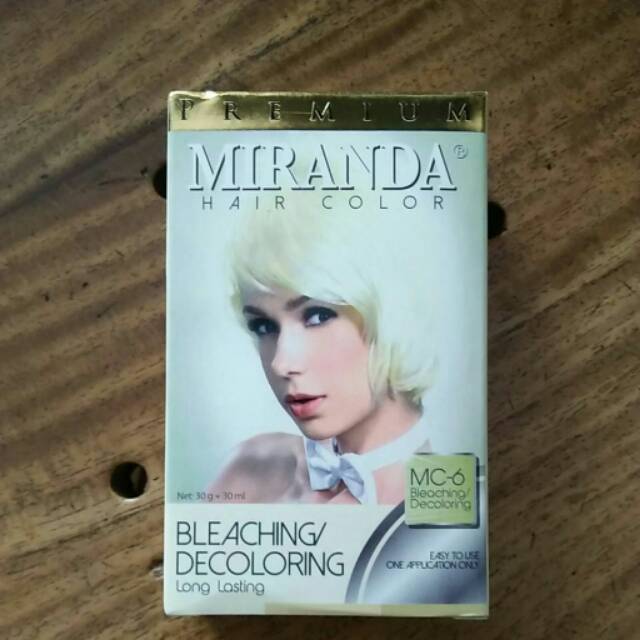 PREMIUM
MIRANDA®
HAIR COLOR
MC-6
Bleaching/
Decoloring
Net: 30 g + 30 ml
BLEACHING/
DECOLORING
Long Lasting
EASY TO USE
ONE APPLICATION ONLY